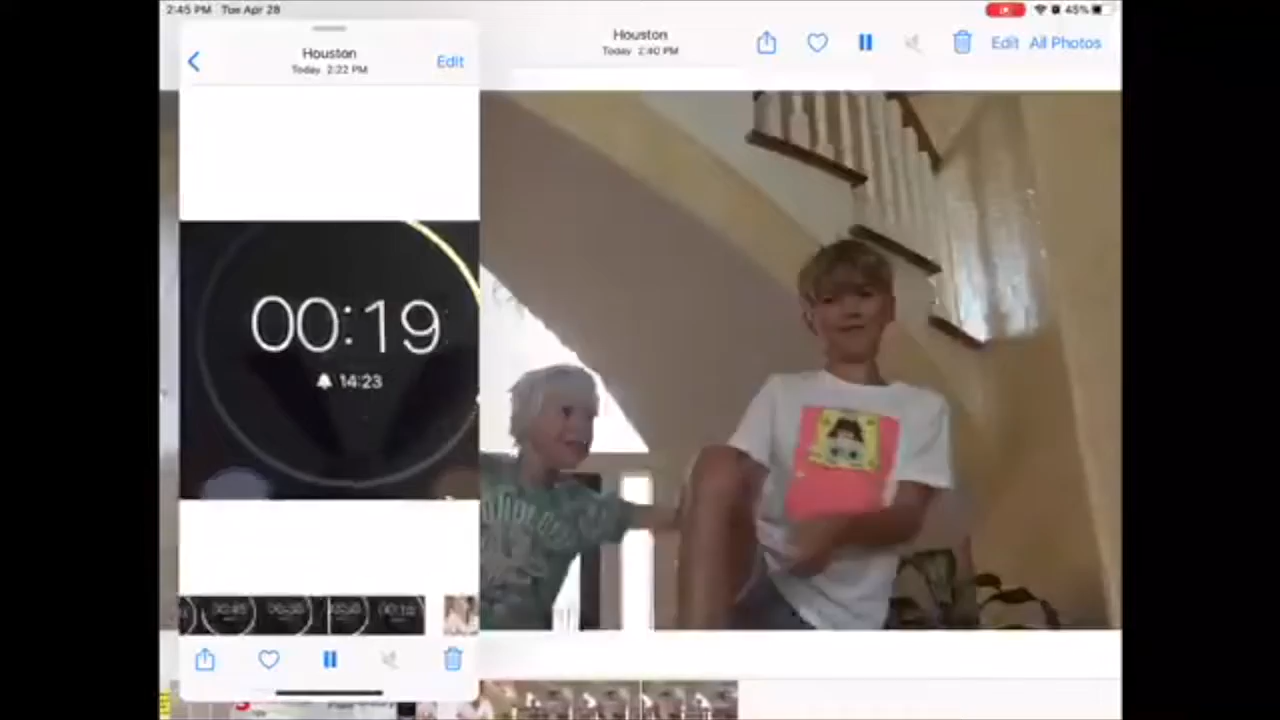 2:45 PM Tue Apr 28
45%
Houston
Today 2:22 PM
Edit
Houston
Today 2:40 PM
Edit All Photos
00:19
14:23